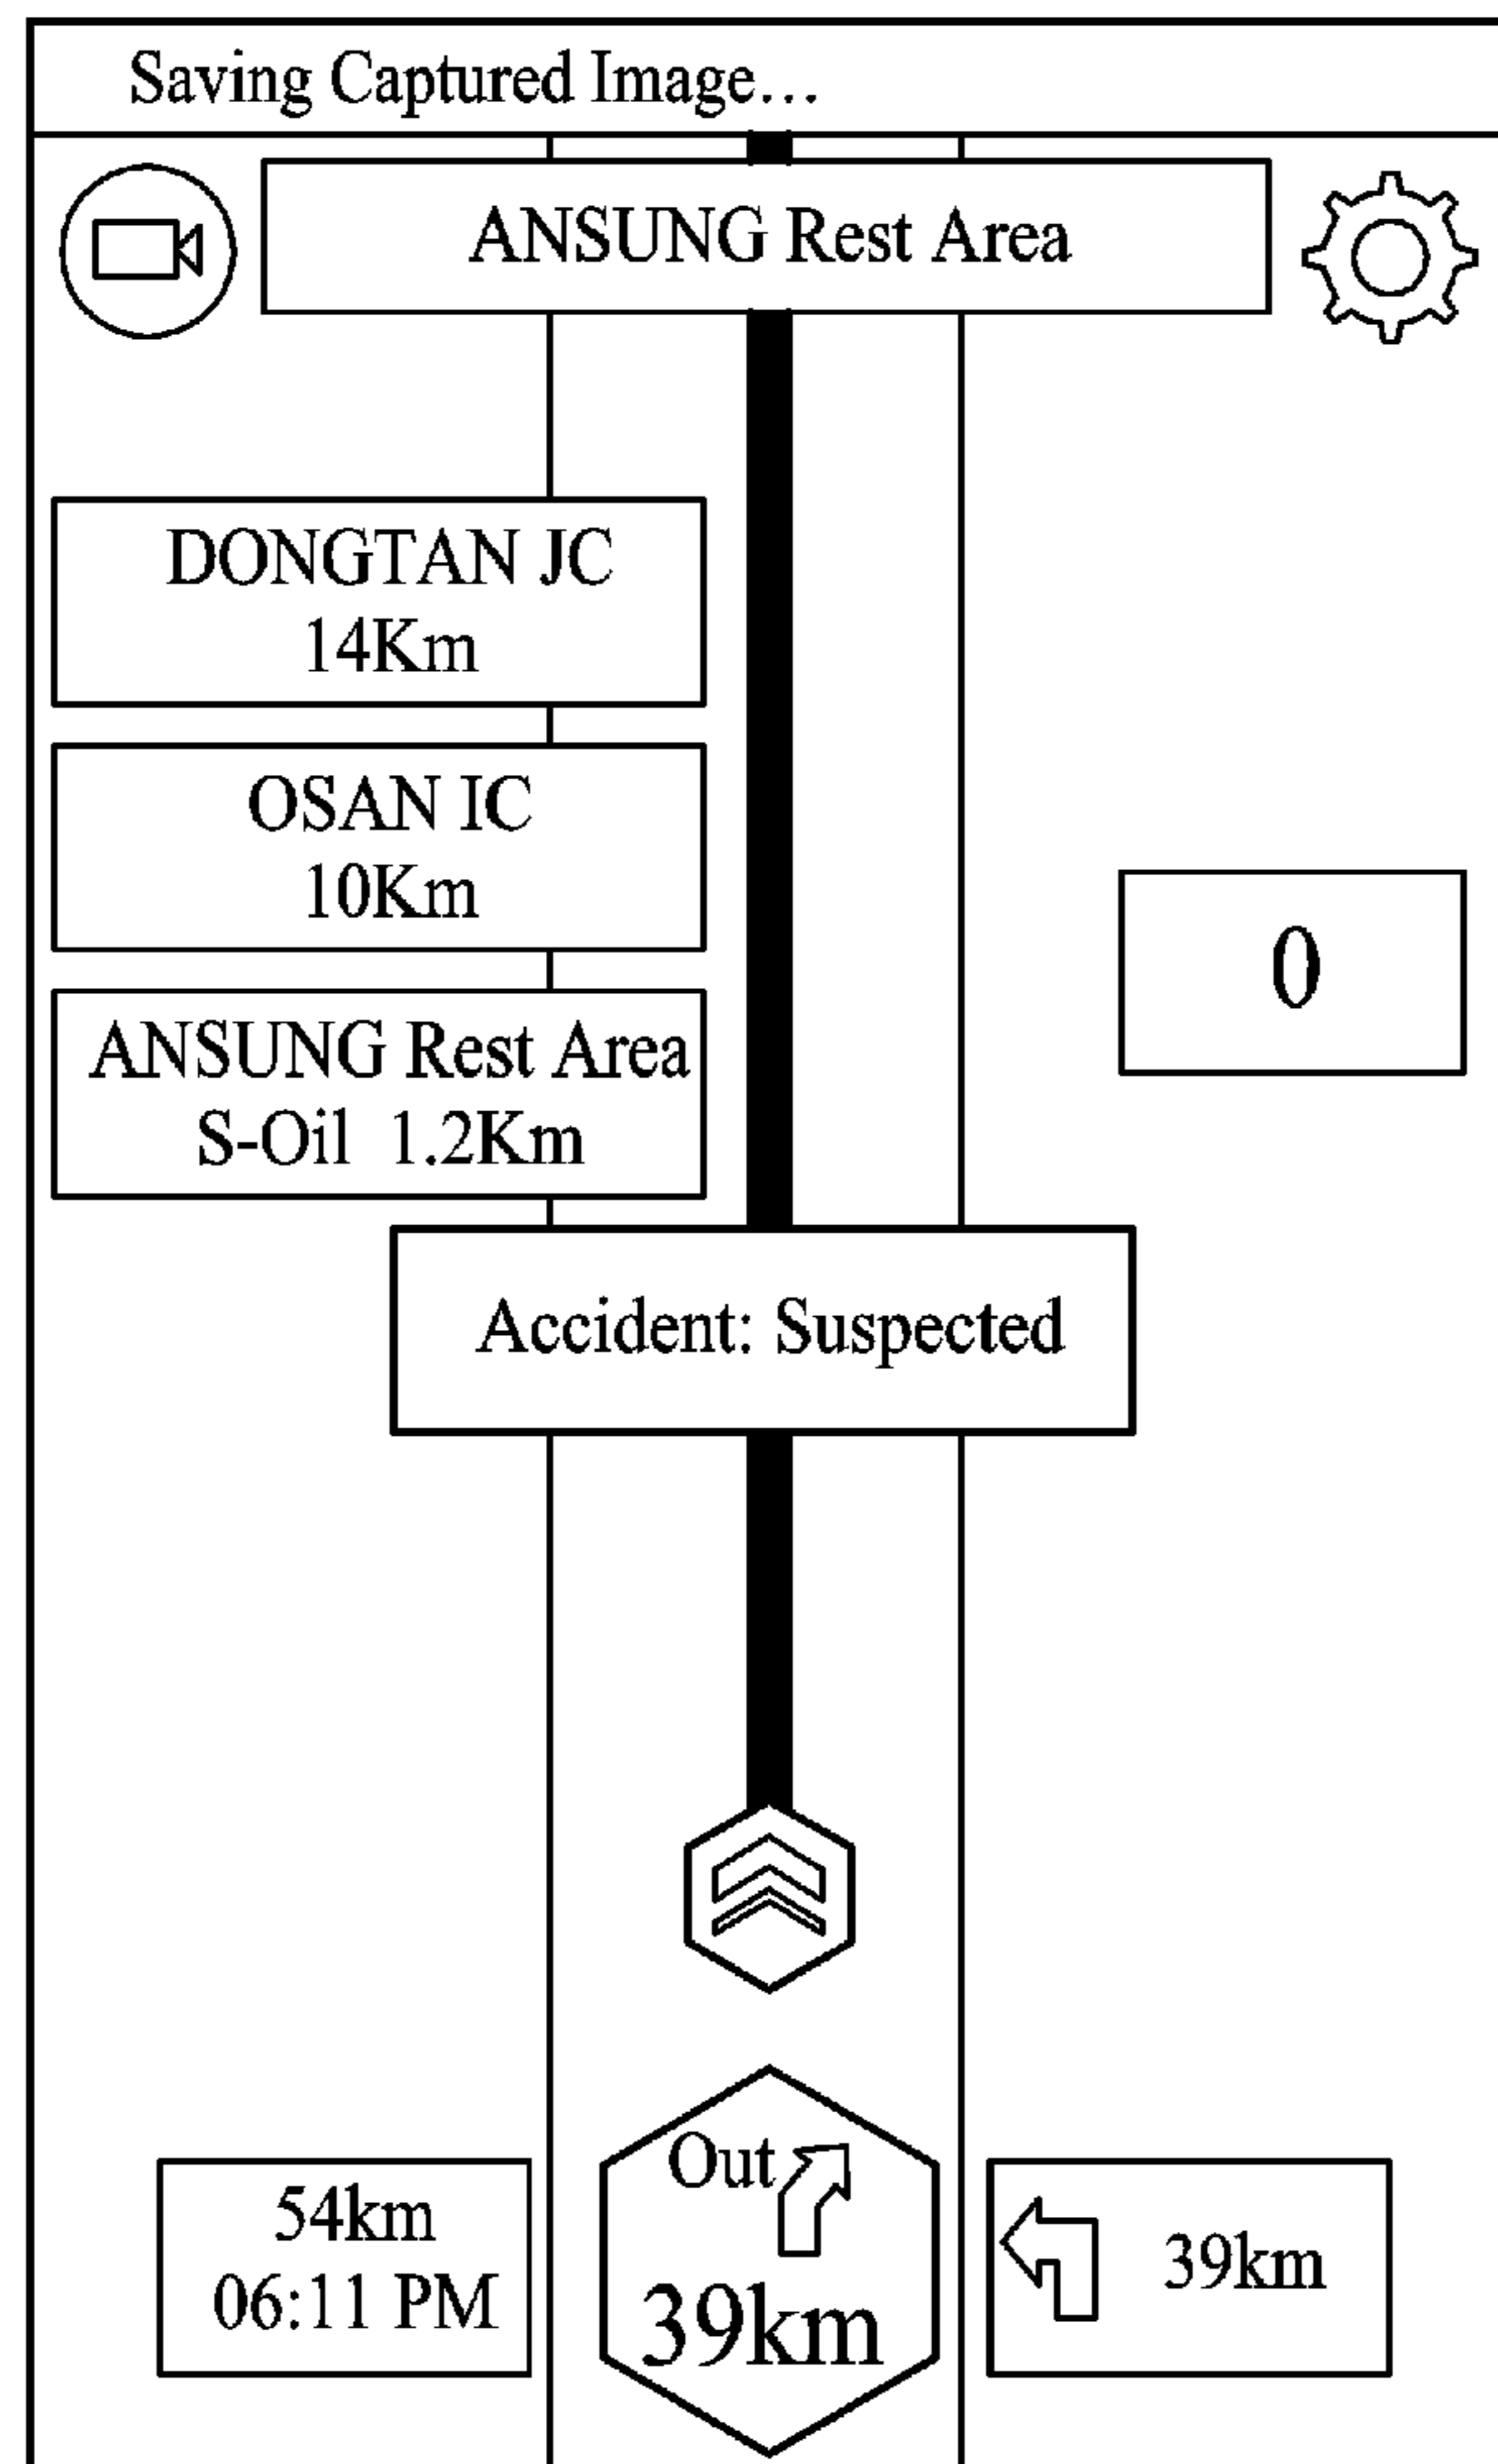 Saving Captured Image...
ANSUNG Rest Area
DONGTAN JC
14Km
OSAN IC
10Km
0
ANSUNG Rest Area
S-Oil 1.2Km
Accident: Suspected
Out
39km
54km
06:11 PM
39km